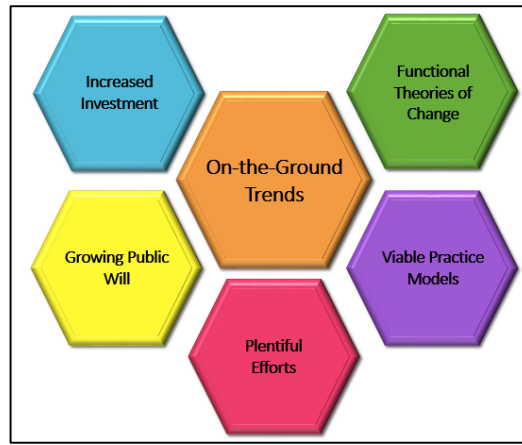 Increased
Investment
Functional
Theories of
Change
On-the-Ground
Trends
Growing Public
Will
Viable Practice
Models
Plentiful
Efforts